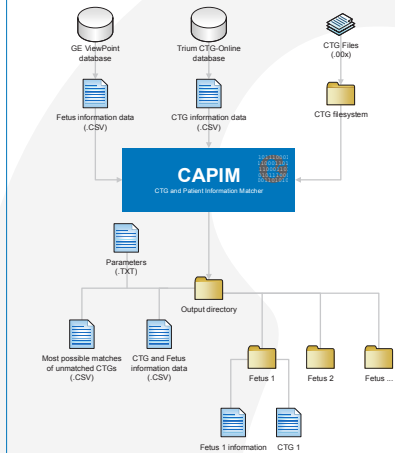 GE ViewPoint
database
Trium CTG-Online
database
CTG Files
(.00x)
Fetus information data
(.CSV)
CTG information data
(.CSV)
CTG filesystem
CAPIM
CTG and Patient Information Matcher
Parameters
(.TXT)
Output directory
Most possible matches
of unmatched CTGs
(.CSV)
CTG and Fetus
information data
(.CSV)
Fetus 1
Fetus 2
Fetus ...
Fetus 1 information
CTG 1